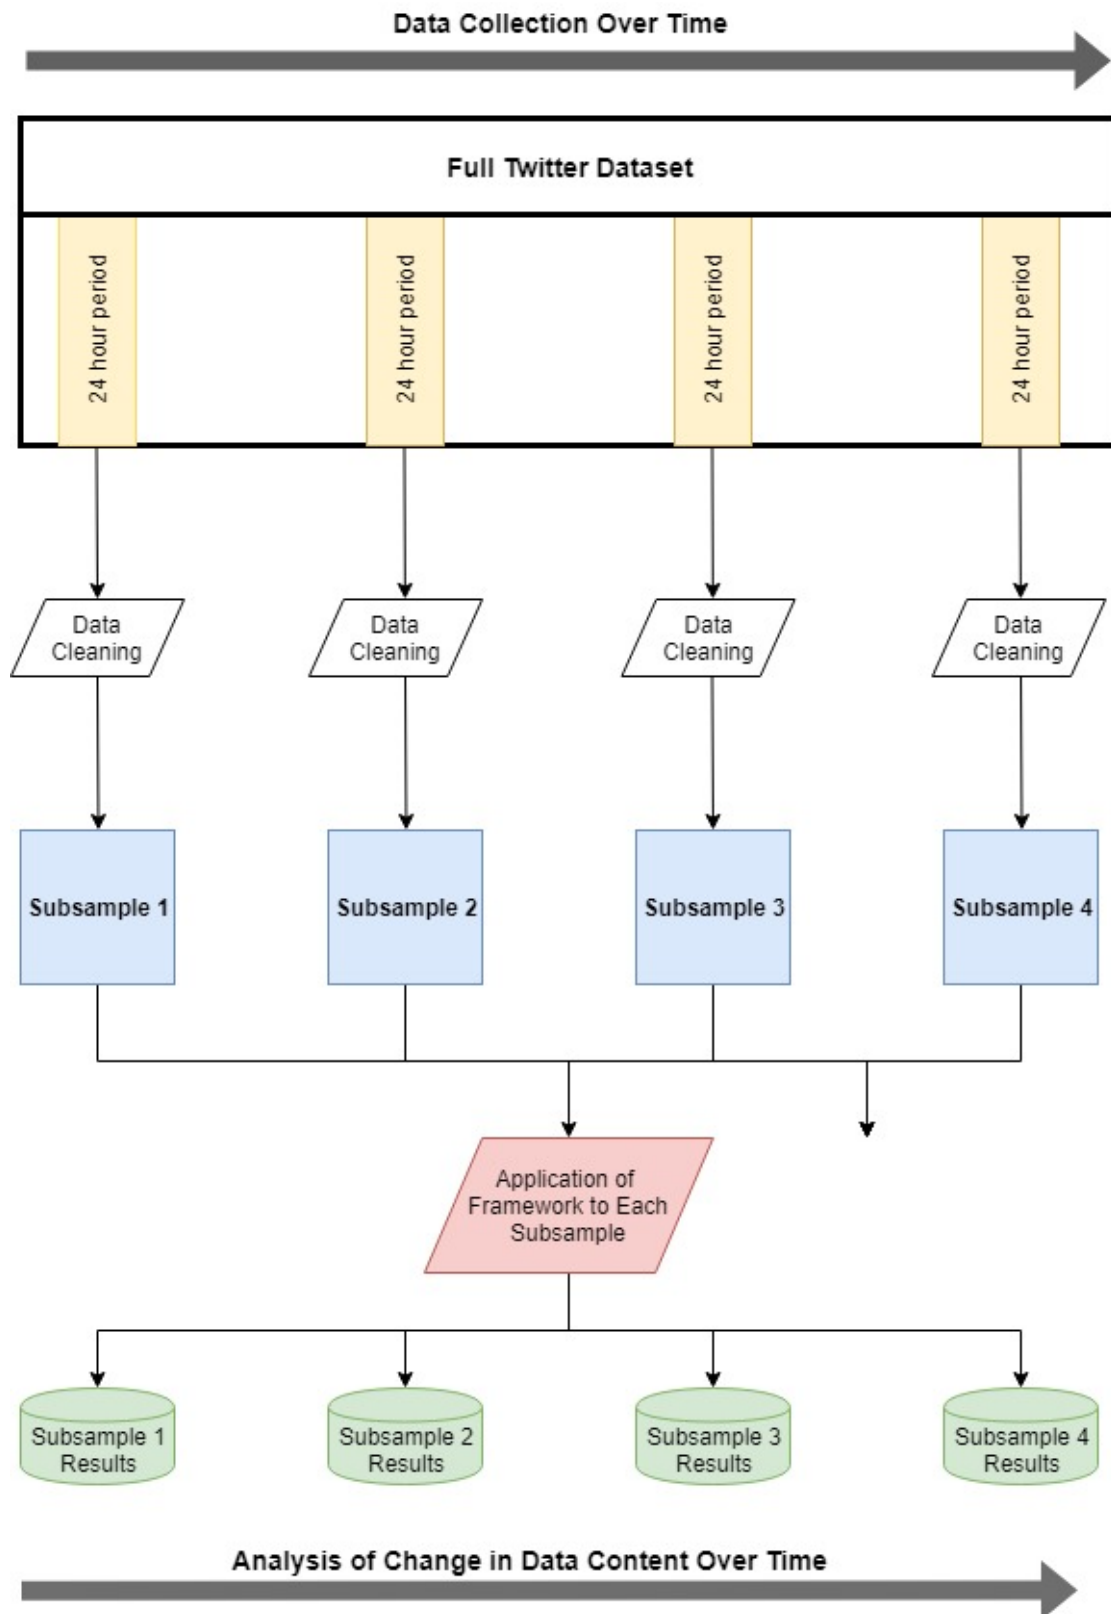 Data Collection Over Time
Full Twitter Dataset
24 hour period
24 hour period
24 hour period
24 hour period
Data
Cleaning
Data
Cleaning
Data
Cleaning
Data
Cleaning
Subsample 1
Subsample 2
Subsample 3
Subsample 4
Application of
Framework to Each
Subsample
Subsample 1
Results
Subsample 2
Results
Subsample 3
Results
Subsample 4
Results
Analysis of Change in Data Content Over Time